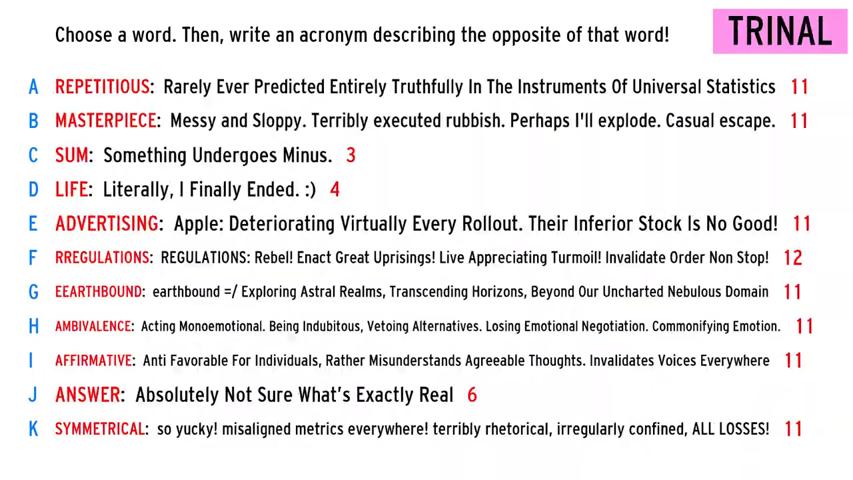 Choose a word. Then, write an acronym describing the opposite of that word!
TRINAL
A REPETITIOUS: Rarely Ever Predicted Entirely Truthfully In The Instruments Of Universal Statistics 11
B MASTERPIECE: Messy and Sloppy. Terribly executed rubbish. Perhaps I'll explode. Casual escape. 11
C SUM: Something Undergoes Minus. 3
D LIFE: Literally, I Finally Ended. :) 4
E ADVERTISING: Apple: Deteriorating Virtually Every Rollout. Their Inferior Stock Is No Good! 11
F RREGULATIONS: REGULATIONS: Rebel! Enact Great Uprisings! Live Appreciating Turmoil! Invalidate Order Non Stop! 12
G EEARTHBOUND: earthbound =/ Exploring Astral Realms, Transcending Horizons, Beyond Our Uncharted Nebulous Domain 11
H AMBIVALENCE: Acting Monoemotional. Being Indubitous, Vetoing Alternatives. Losing Emotional Negotiation. Commonifying Emotion. 11
I AFFIRMATIVE: Anti Favorable For Individuals, Rather Misunderstands Agreeable Thoughts. Invalidates Voices Everywhere 11
J ANSWER: Absolutely Not Sure What's Exactly Real 6
K SYMMETRICAL: so yucky! misaligned metrics everywhere! terribly rhetorical, irregularly confined, ALL LOSSES! 11